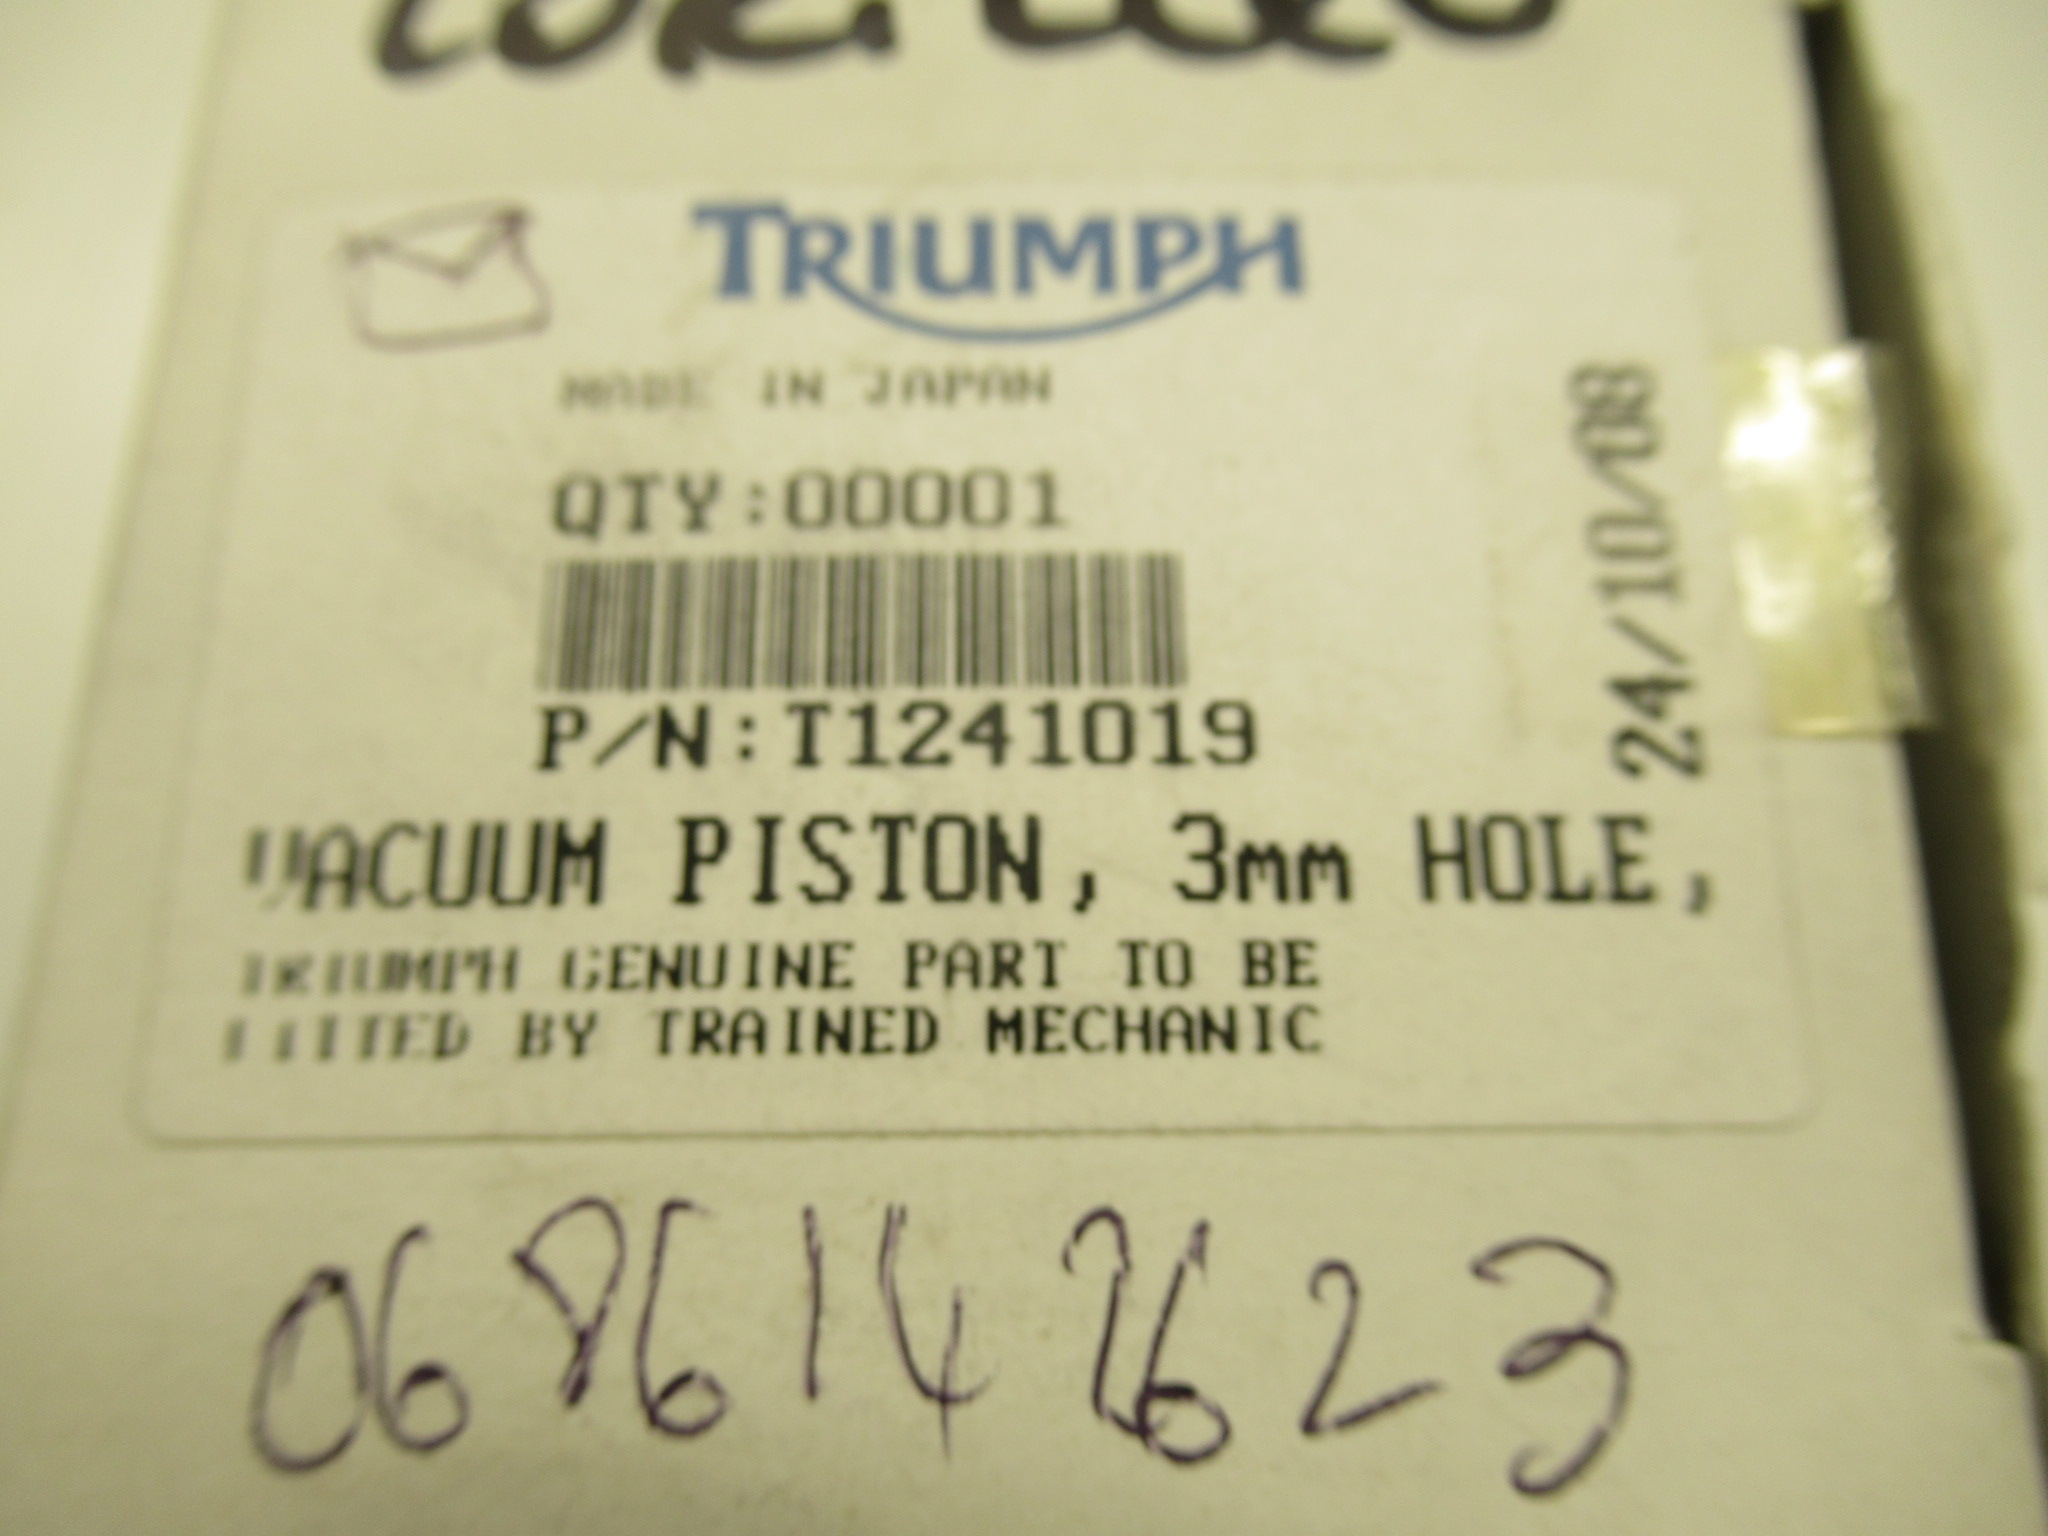 TRIUMPH
MADE IN JAPAN
QTY:00001
P/N:T1241019
24/10/08
VACUUM PISTON, 3mm HOLE,
TRIUMPH GENUINE PART TO BE
FITTED BY TRAINED MECHANIC
0686142623